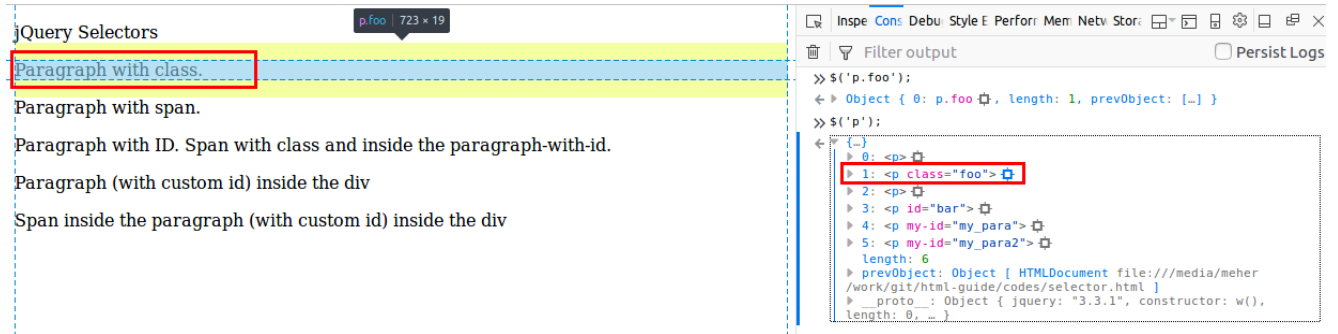 p.foo | 723 × 19
jQuery Selectors
Paragraph with class.
Paragraph with span.
Paragraph with ID. Span with class and inside the paragraph-with-id.
Paragraph (with custom id) inside the div
Span inside the paragraph (with custom id) inside the div
Inspe Cons Debu Style E Perforr Mem Netw Stora
Filter output Persist Logs
$('p.foo');
Object { 0: p.foo, length: 1, prevObject: […] }
$('p');
{…}
0: <p>
1: <p class="foo">
2: <p>
3: <p id="bar">
4: <p my-id="my_para">
5: <p my-id="my_para2">
length: 6
prevObject: Object [ HTMLDocument file:///media/meher
/work/git/html-guide/codes/selector.html ]
__proto__: Object { jquery: "3.3.1", constructor: w(),
length: 0, … }